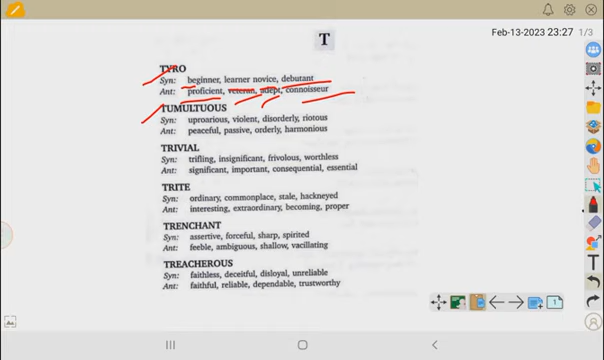 Feb-13-2023 23:27 1/3
T
TYRO
Syn: beginner, learner novice, debutant
Ant: proficient, veteran, adept, connoisseur
TUMULTUOUS
Syn: uproarious, violent, disorderly, riotous
Ant: peaceful, passive, orderly, harmonious
TRIVIAL
Syn: trifling, insignificant, frivolous, worthless
Ant: significant, important, consequential, essential
TRITE
Syn: ordinary, commonplace, stale, hackneyed
Ant: interesting, extraordinary, becoming, proper
TRENCHANT
Syn: assertive, forceful, sharp, spirited
Ant: feeble, ambiguous, shallow, vacillating
TREACHEROUS
Syn: faithless, deceitful, disloyal, unreliable
Ant: faithful, reliable, dependable, trustworthy
T
1